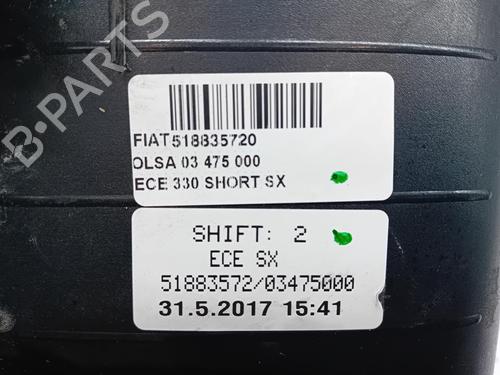 FIAT518835720
OLSA 03 475 000
ECE 330 SHORT SX
SHIFT: 2
ECE SX
51883572/03475000
31.5.2017 15:41
B-PARTS